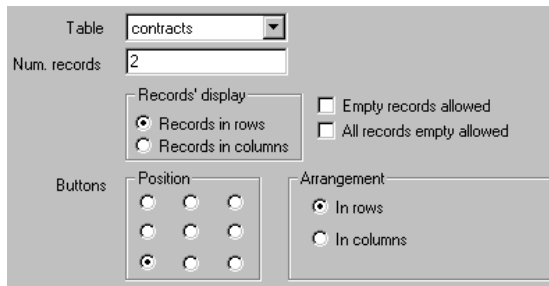 Table contracts
Num. records 2
Records' display
Records in rows
Records in columns
Empty records allowed
All records empty allowed
Buttons
Position
Arrangement
In rows
In columns